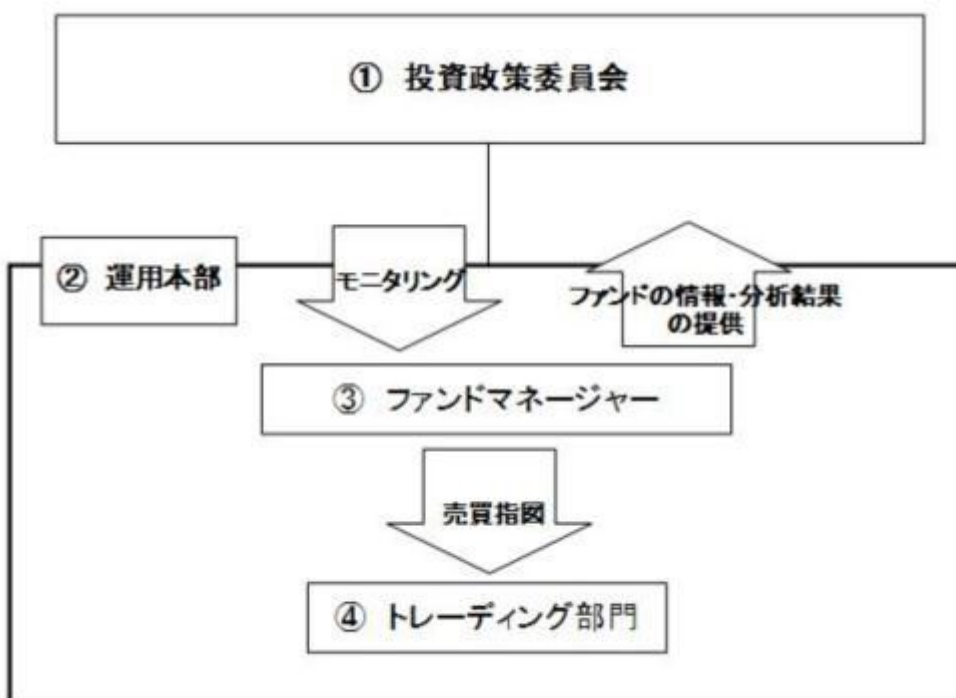 ① 投資政策委員会
② 運用本部
モニタリング
ファンドの情報・分析結果
の提供
③ ファンドマネージャー
売買指図
④ トレーディング部門